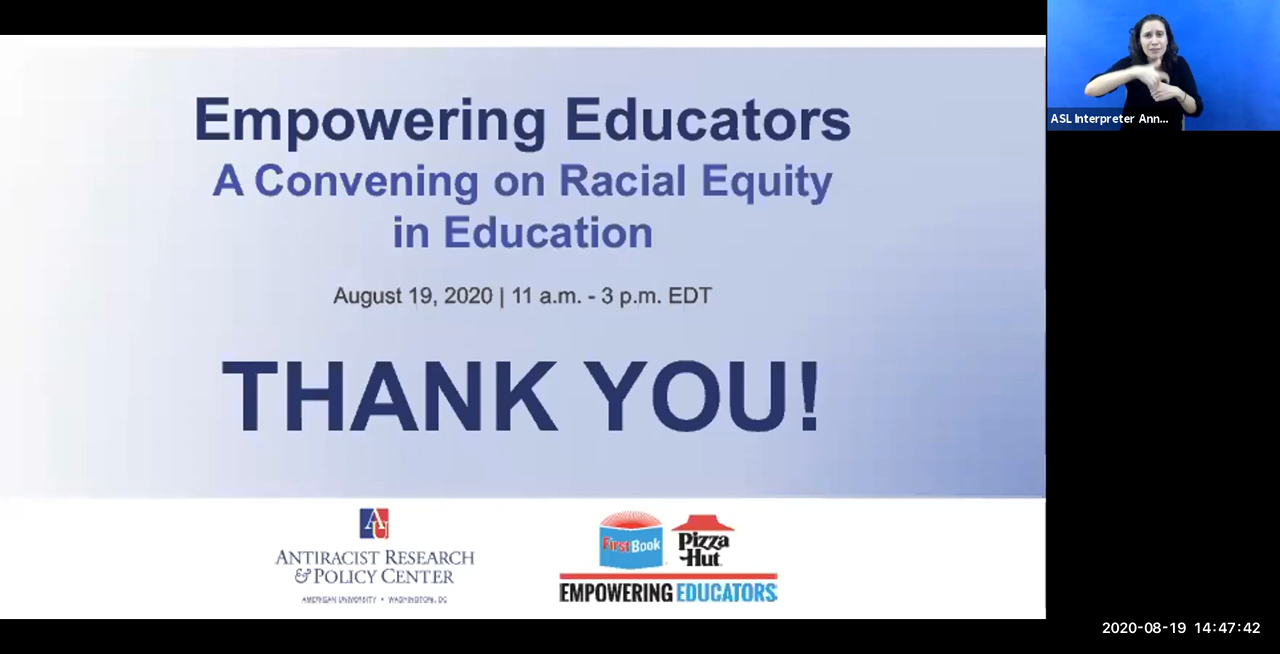 Empowering Educators
A Convening on Racial Equity
in Education
August 19, 2020 | 11 a.m. - 3 p.m. EDT
THANK YOU!
AU
ANTIRACIST RESEARCH
& POLICY CENTER
AMERICAN UNIVERSITY • WASHINGTON, DC
First Book
Pizza
Hut
EMPOWERING EDUCATORS
ASL Interpreter Ann...
2020-08-19 14:47:42